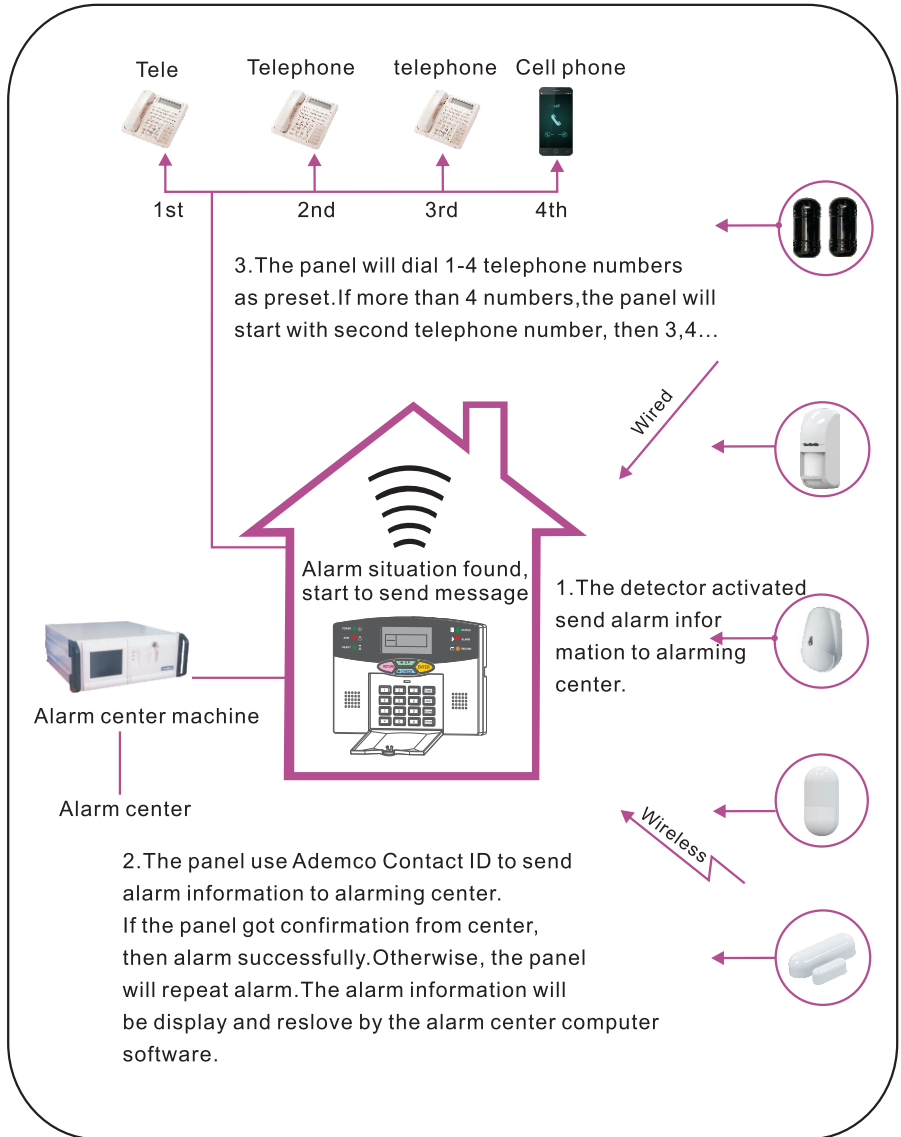 Tele
Telephone
telephone
Cell phone
1st
2nd
3rd
4th
3.The panel will dial 1-4 telephone numbers
as preset.If more than 4 numbers,the panel will
start with second telephone number, then 3,4...
Wired
Alarm situation found,
start to send message
1.The detector activated
send alarm infor
mation to alarming
center.
Alarm center machine
Alarm center
Wireless
2.The panel use Ademco Contact ID to send
alarm information to alarming center.
If the panel got confirmation from center,
then alarm successfully.Otherwise, the panel
will repeat alarm.The alarm information will
be display and reslove by the alarm center computer
software.